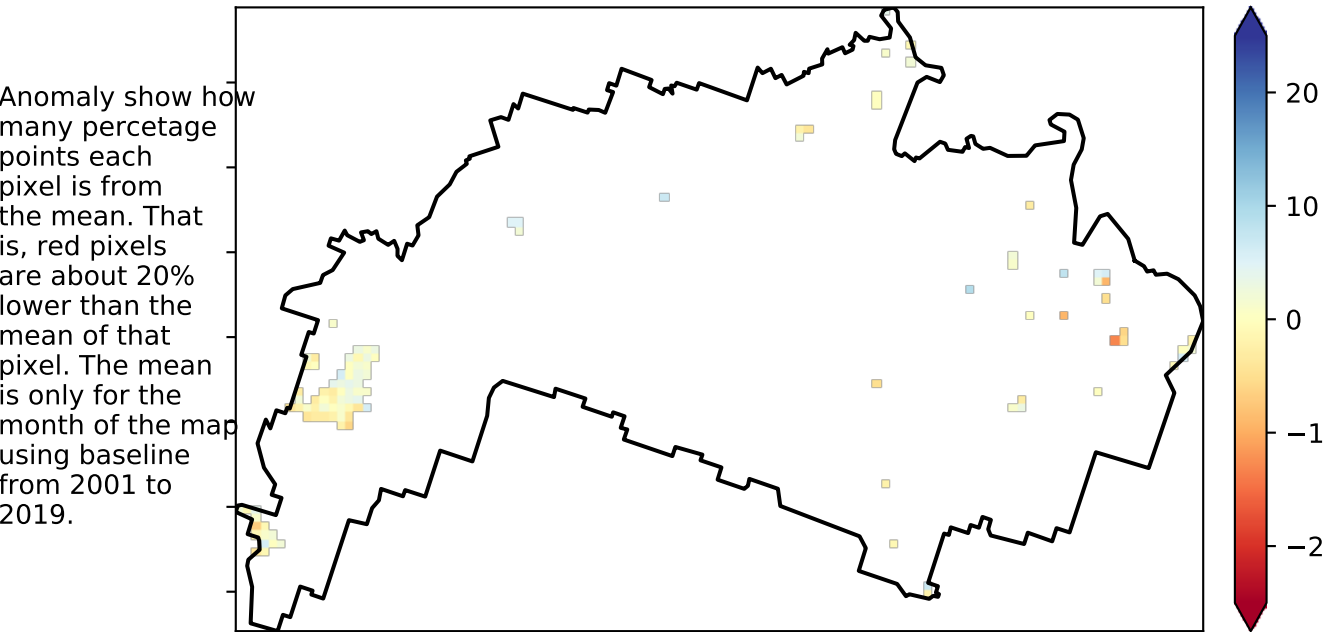 Anomaly show how
many percetage
points each
pixel is from
the mean. That
is, red pixels
are about 20%
lower than the
mean of that
pixel. The mean
is only for the
month of the map
using baseline
from 2001 to
2019.
20
10
0
−1
−2